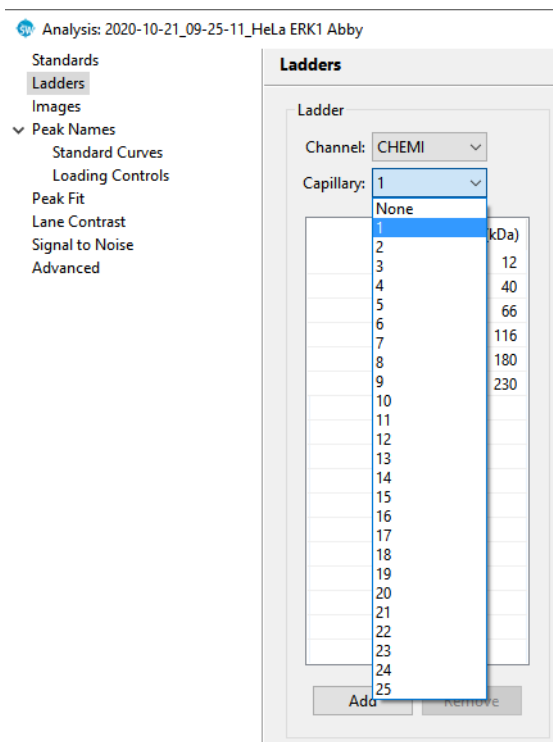 SW Analysis: 2020-10-21_09-25-11_HeLa ERK1 Abby
Standards
Ladders
Images
Peak Names
Standard Curves
Loading Controls
Peak Fit
Lane Contrast
Signal to Noise
Advanced
Ladders
Ladder
Channel: CHEMI
Capillary: 1
None
1
2
3
4
5
6
7
8
9
10
11
12
13
14
15
16
17
18
19
20
21
22
23
24
25
(kDa)
12
40
66
116
180
230
Add
Remove